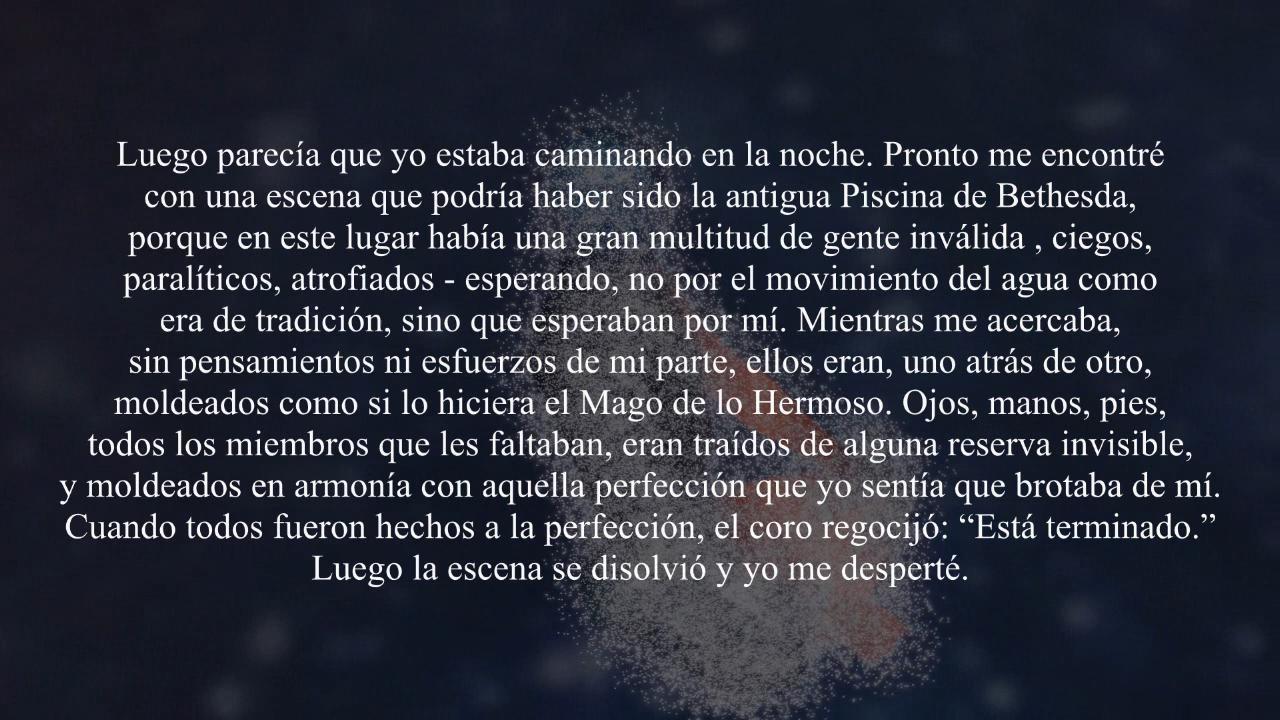 Luego parecía que yo estaba caminando en la noche. Pronto me encontré
con una escena que podría haber sido la antigua Piscina de Bethesda,
porque en este lugar había una gran multitud de gente inválida , ciegos,
paralíticos, atrofiados - esperando, no por el movimiento del agua como
era de tradición, sino que esperaban por mí. Mientras me acercaba,
sin pensamientos ni esfuerzos de mi parte, ellos eran, uno atrás de otro,
moldeados como si lo hiciera el Mago de lo Hermoso. Ojos, manos, pies,
todos los miembros que les faltaban, eran traídos de alguna reserva invisible,
y moldeados en armonía con aquella perfección que yo sentía que brotaba de mí.
Cuando todos fueron hechos a la perfección, el coro regocijó: “Está terminado.”
Luego la escena se disolvió y yo me desperté.